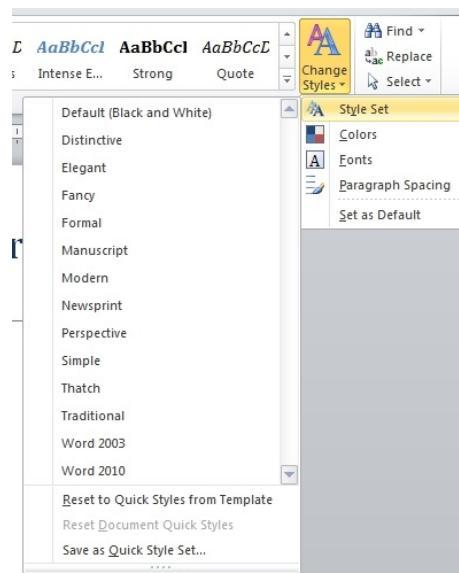 AaBbCcI AaBbCcI AaBbCcD
Intense E... Strong Quote
Change
Styles
Find
Replace
Select
Style Set
Colors
Fonts
Paragraph Spacing
Set as Default
Default (Black and White)
Distinctive
Elegant
Fancy
Formal
Manuscript
Modern
Newsprint
Perspective
Simple
Thatch
Traditional
Word 2003
Word 2010
Reset to Quick Styles from Template
Reset Document Quick Styles
Save as Quick Style Set...